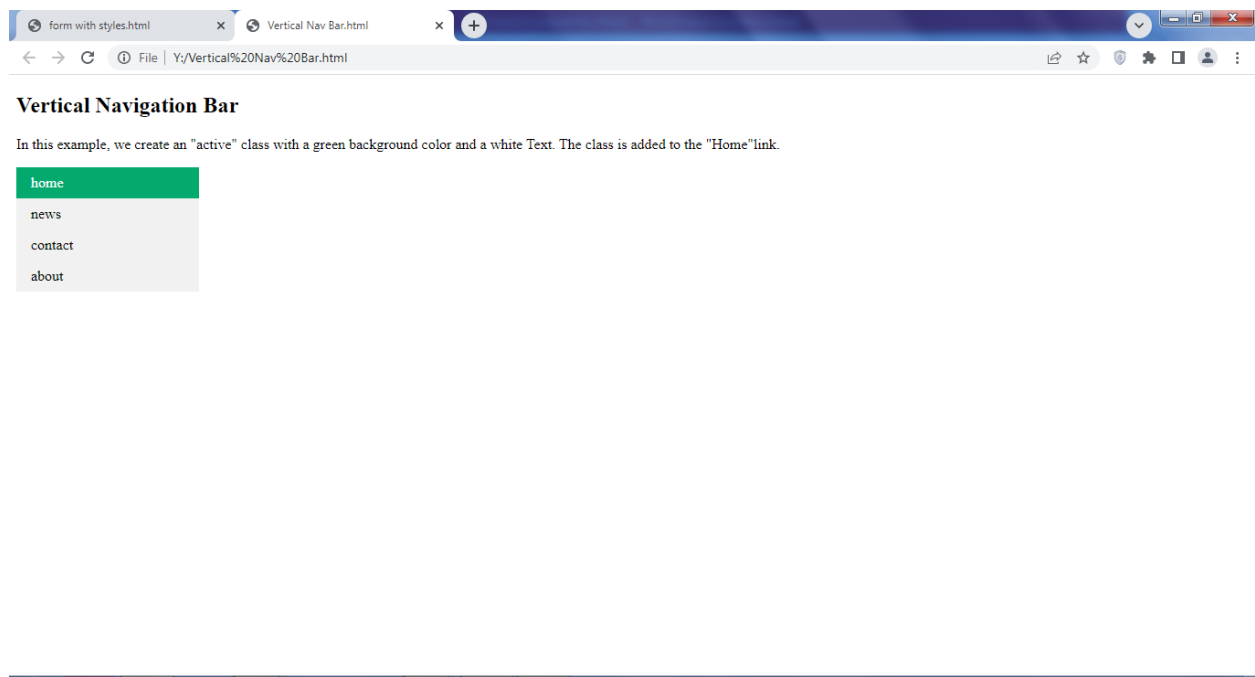 form with styles.html
Vertical Nav Bar.html
File | Y:/Vertical%20Nav%20Bar.html
Vertical Navigation Bar
In this example, we create an "active" class with a green background color and a white Text. The class is added to the "Home"link.
home
news
contact
about